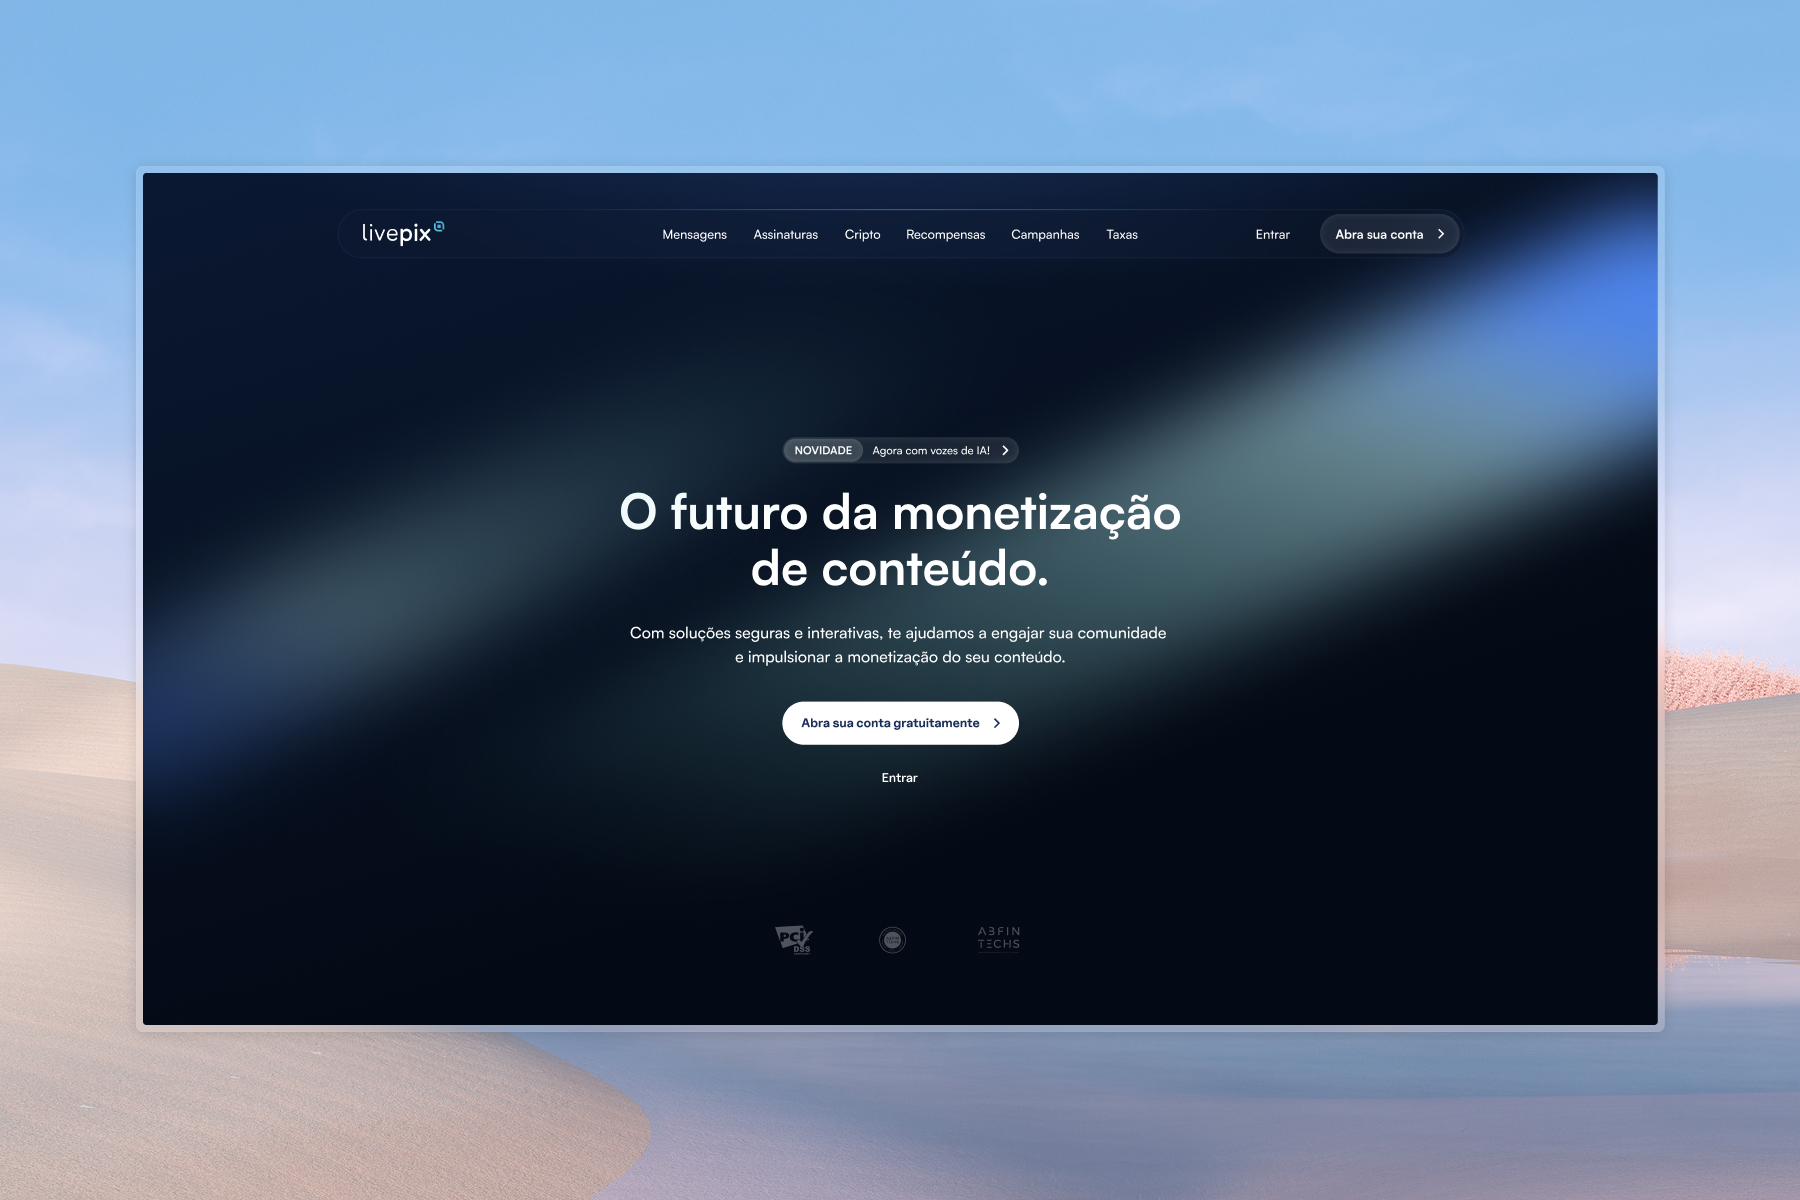 livepix
Mensagens Assinaturas Cripto Recompensas Campanhas Taxas
Entrar
Abra sua conta
NOVIDADE Agora com vozes de IA!
O futuro da monetização
de conteúdo.
Com soluções seguras e interativas, te ajudamos a engajar sua comunidade
e impulsionar a monetização do seu conteúdo.
Abra sua conta gratuitamente
Entrar
PCI
DSS
ABFIN
TECHS